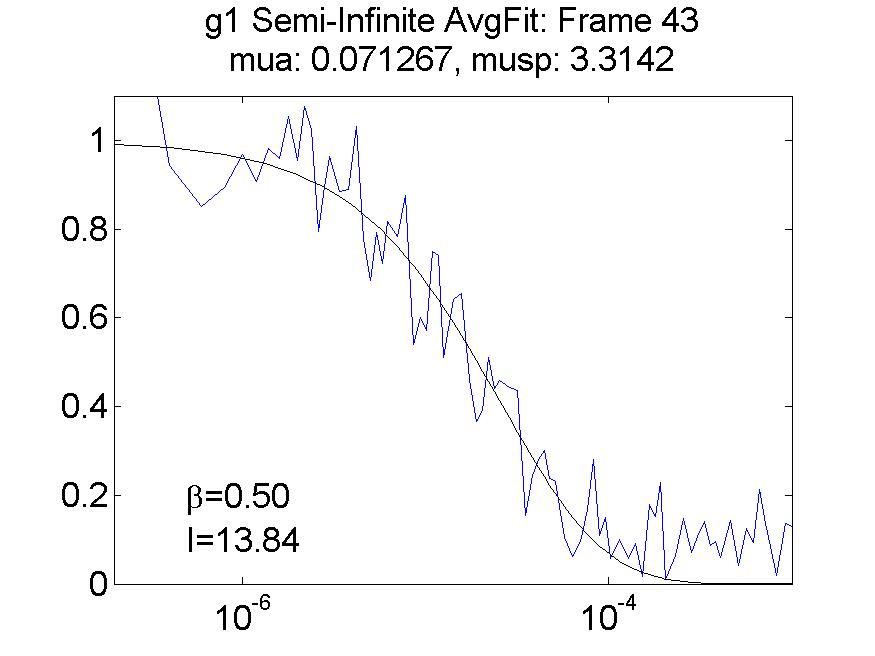 g1 Semi-Infinite AvgFit: Frame 43
mua: 0.071267, musp: 3.3142
1
0.8
0.6
0.4
0.2
0
β=0.50
I=13.84
10^-6
10^-4